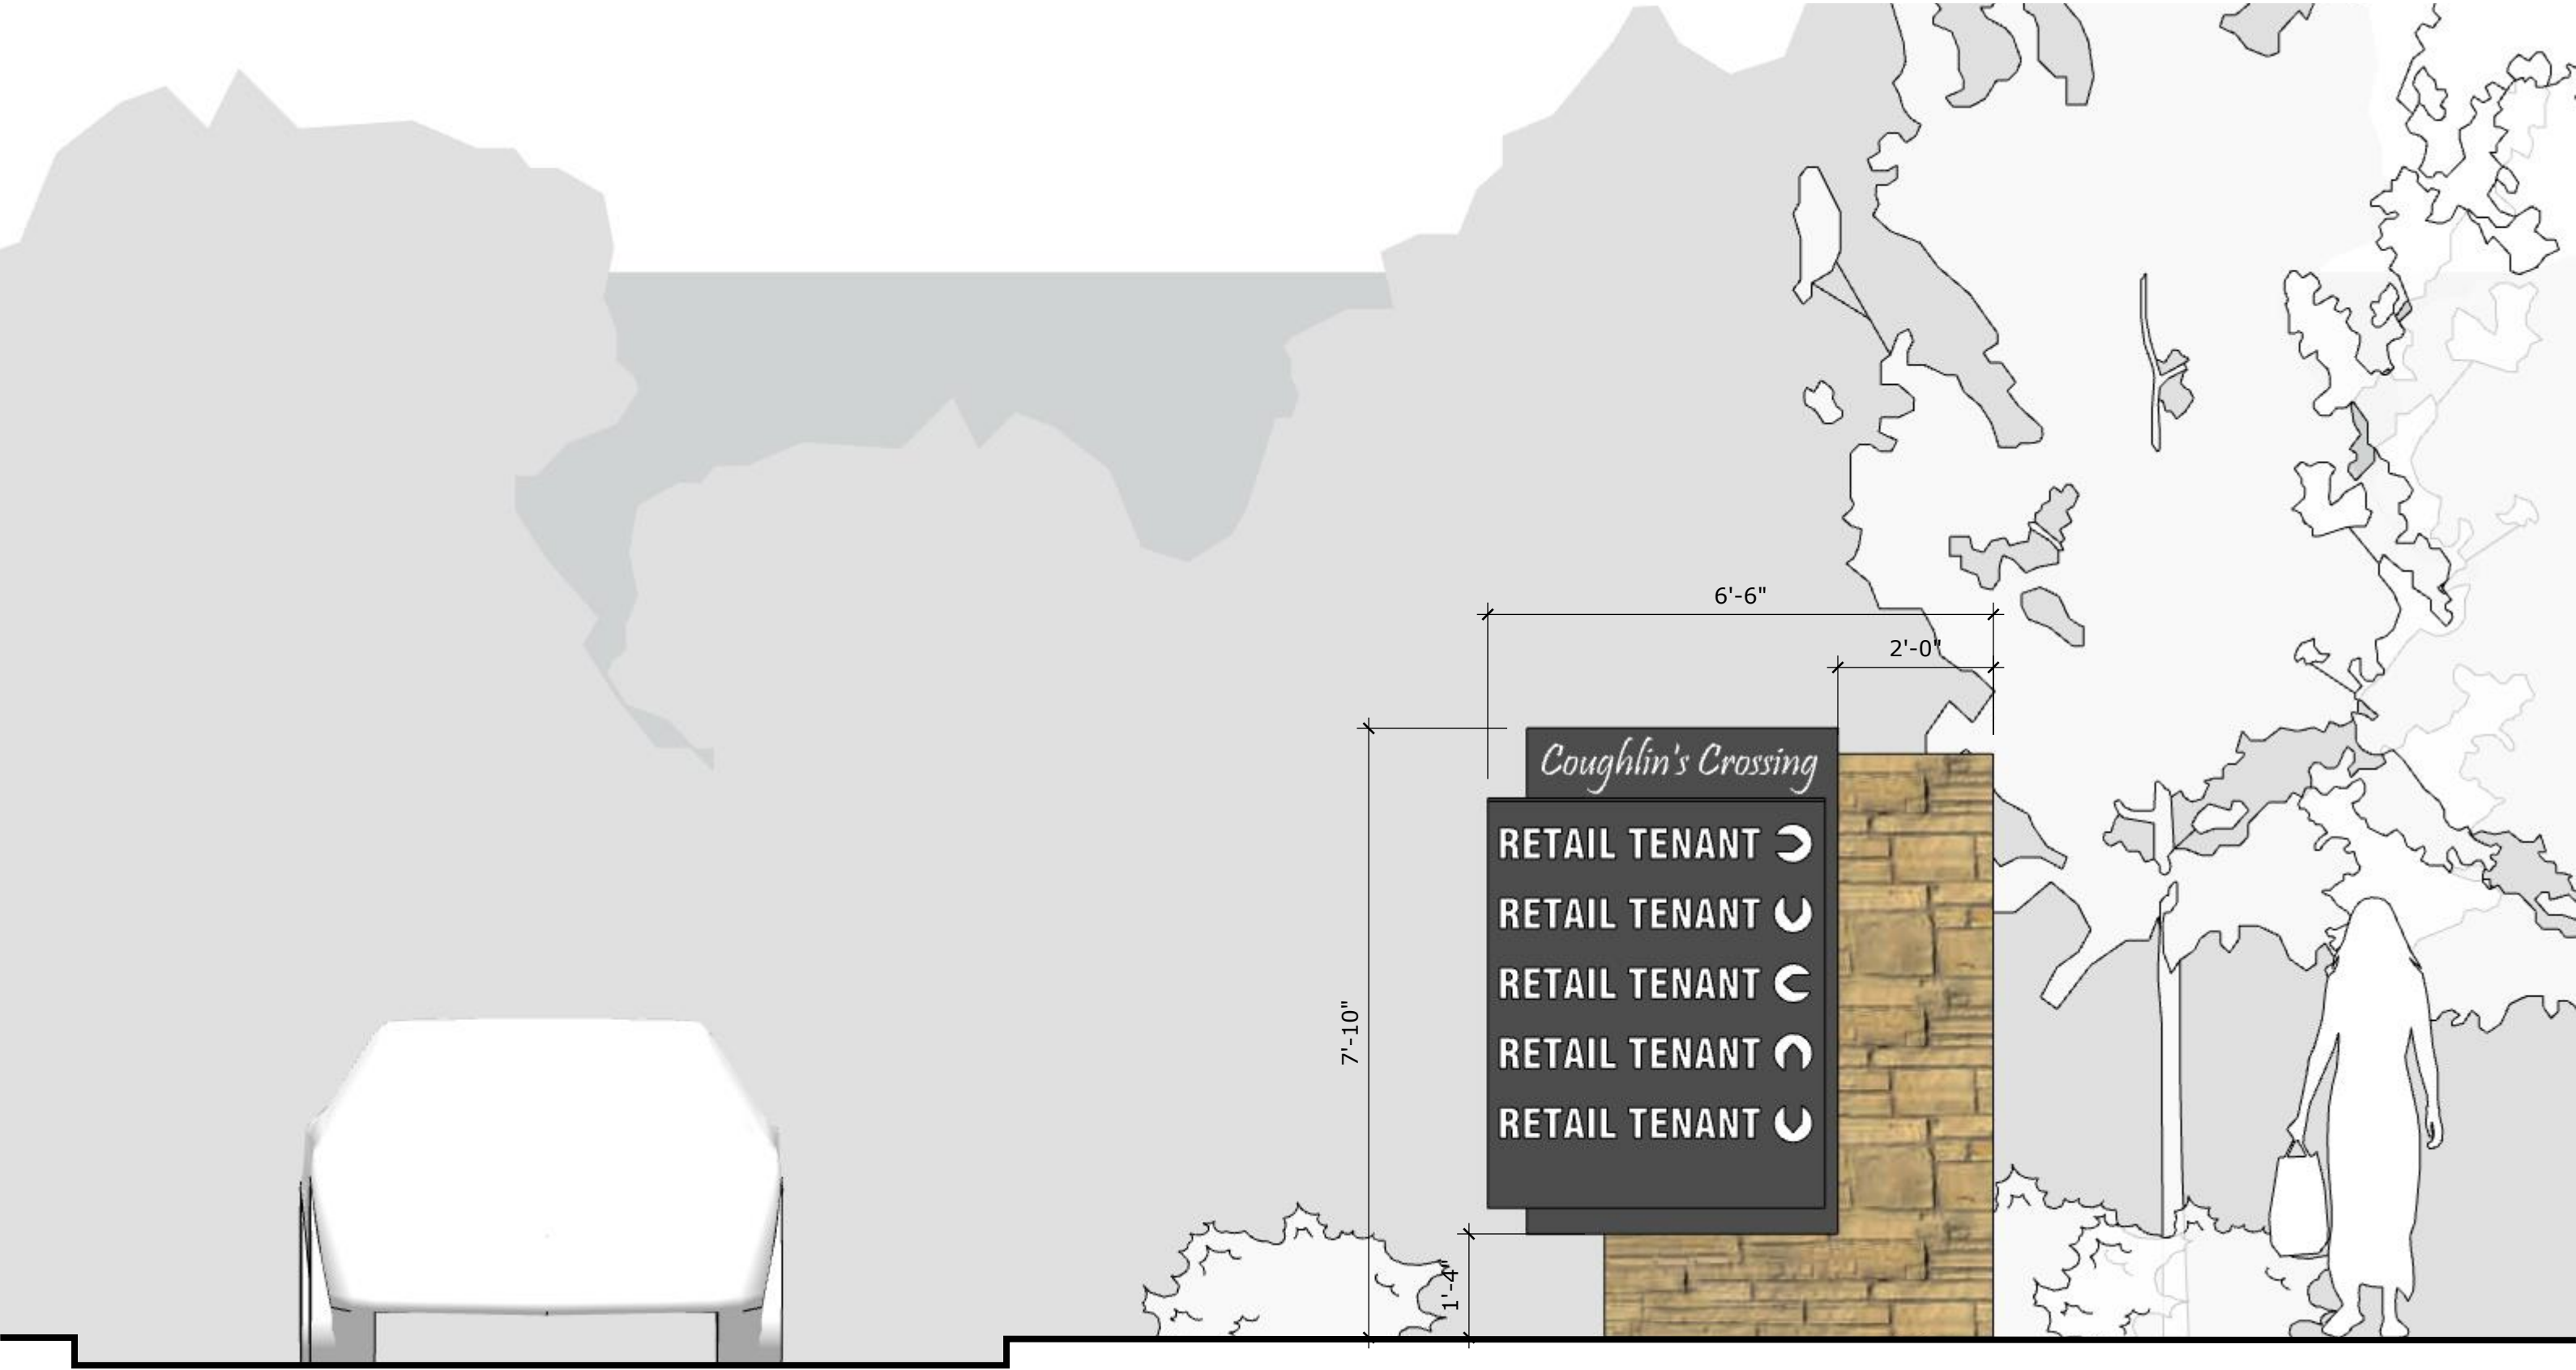 6'-6"
2'-0"
Coughlin's Crossing
RETAIL TENANT
RETAIL TENANT
RETAIL TENANT
RETAIL TENANT
RETAIL TENANT
7'-10"
1'-4"